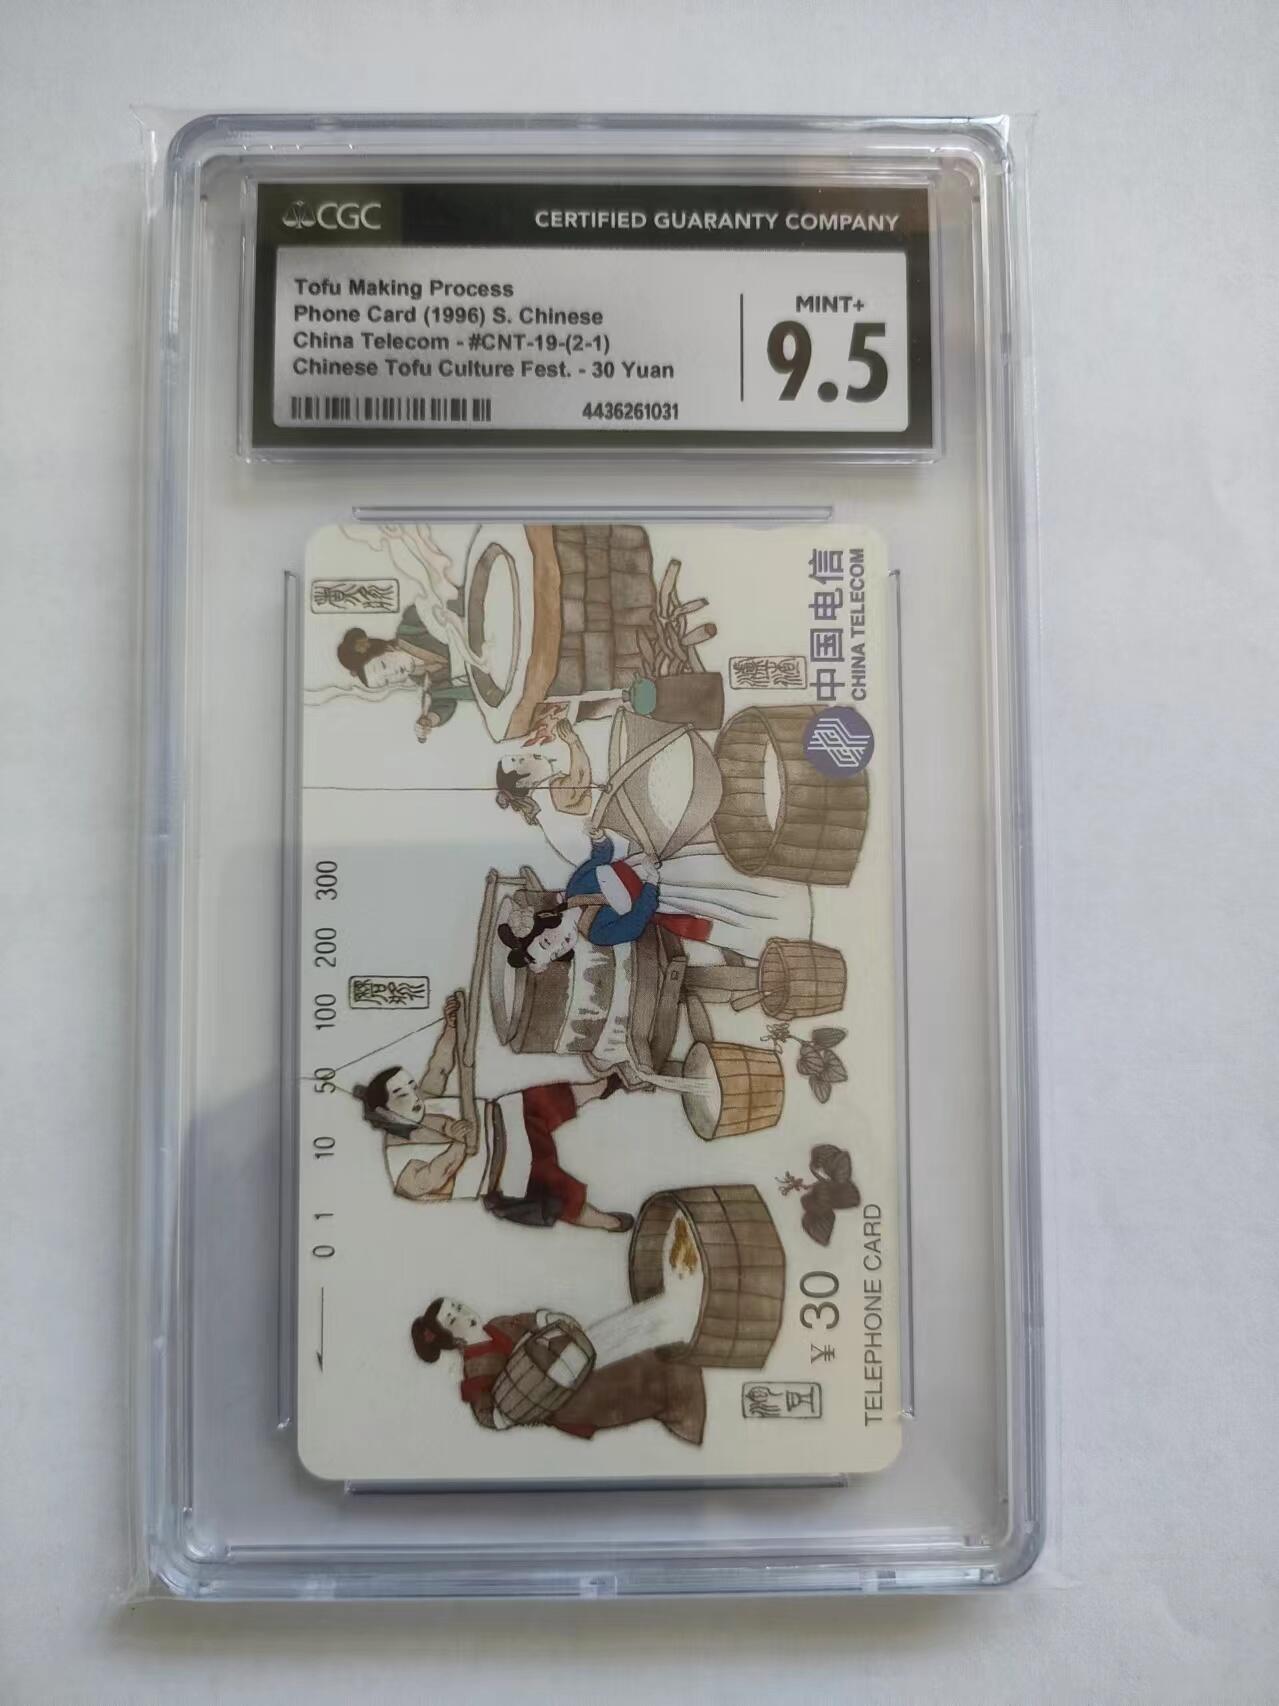 CGC
CERTIFIED GUARANTY COMPANY
Tofu Making Process
Phone Card (1996) S. Chinese
China Telecom - #CNT-19-(2-1)
Chinese Tofu Culture Fest. - 30 Yuan
4436261031
MINT+
9.5
中国电信
CHINA TELECOM
0 1 10 50 100 200 300
¥ 30
TELEPHONE CARD